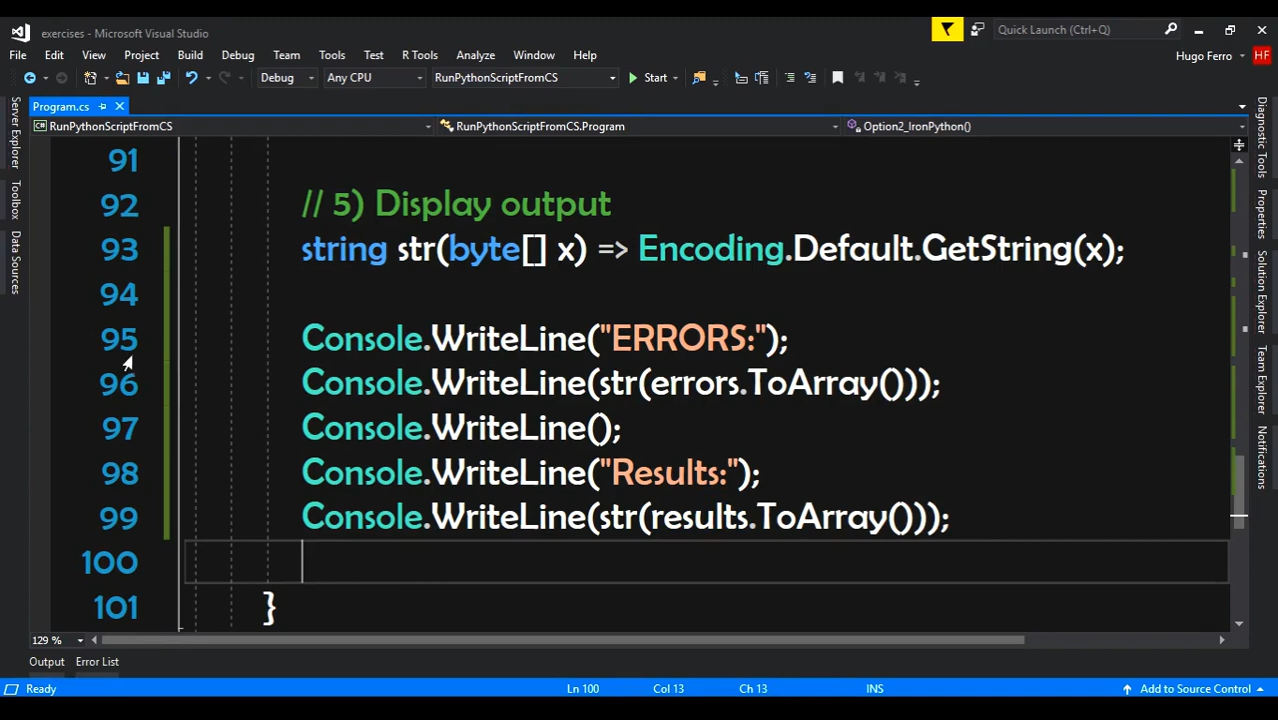 exercises - Microsoft Visual Studio
Quick Launch (Ctrl+Q)
File Edit View Project Build Debug Team Tools Test R Tools Analyze Window Help
Hugo Ferro HF
Debug Any CPU RunPythonScriptFromCS Start
Program.cs
RunPythonScriptFromCS RunPythonScriptFromCS.Program Option2_IronPython()
Server Explorer
Toolbox
Data Sources
91
92 // 5) Display output
93 string str(byte[] x) => Encoding.Default.GetString(x);
94
95 Console.WriteLine("ERRORS:");
96 Console.WriteLine(str(errors.ToArray()));
97 Console.WriteLine();
98 Console.WriteLine("Results:");
99 Console.WriteLine(str(results.ToArray()));
100
101 }
Diagnostic Tools
Properties
Solution Explorer
Team Explorer
Notifications
129 %
Output Error List
Ready Ln 100 Col 13 Ch 13 INS Add to Source Control